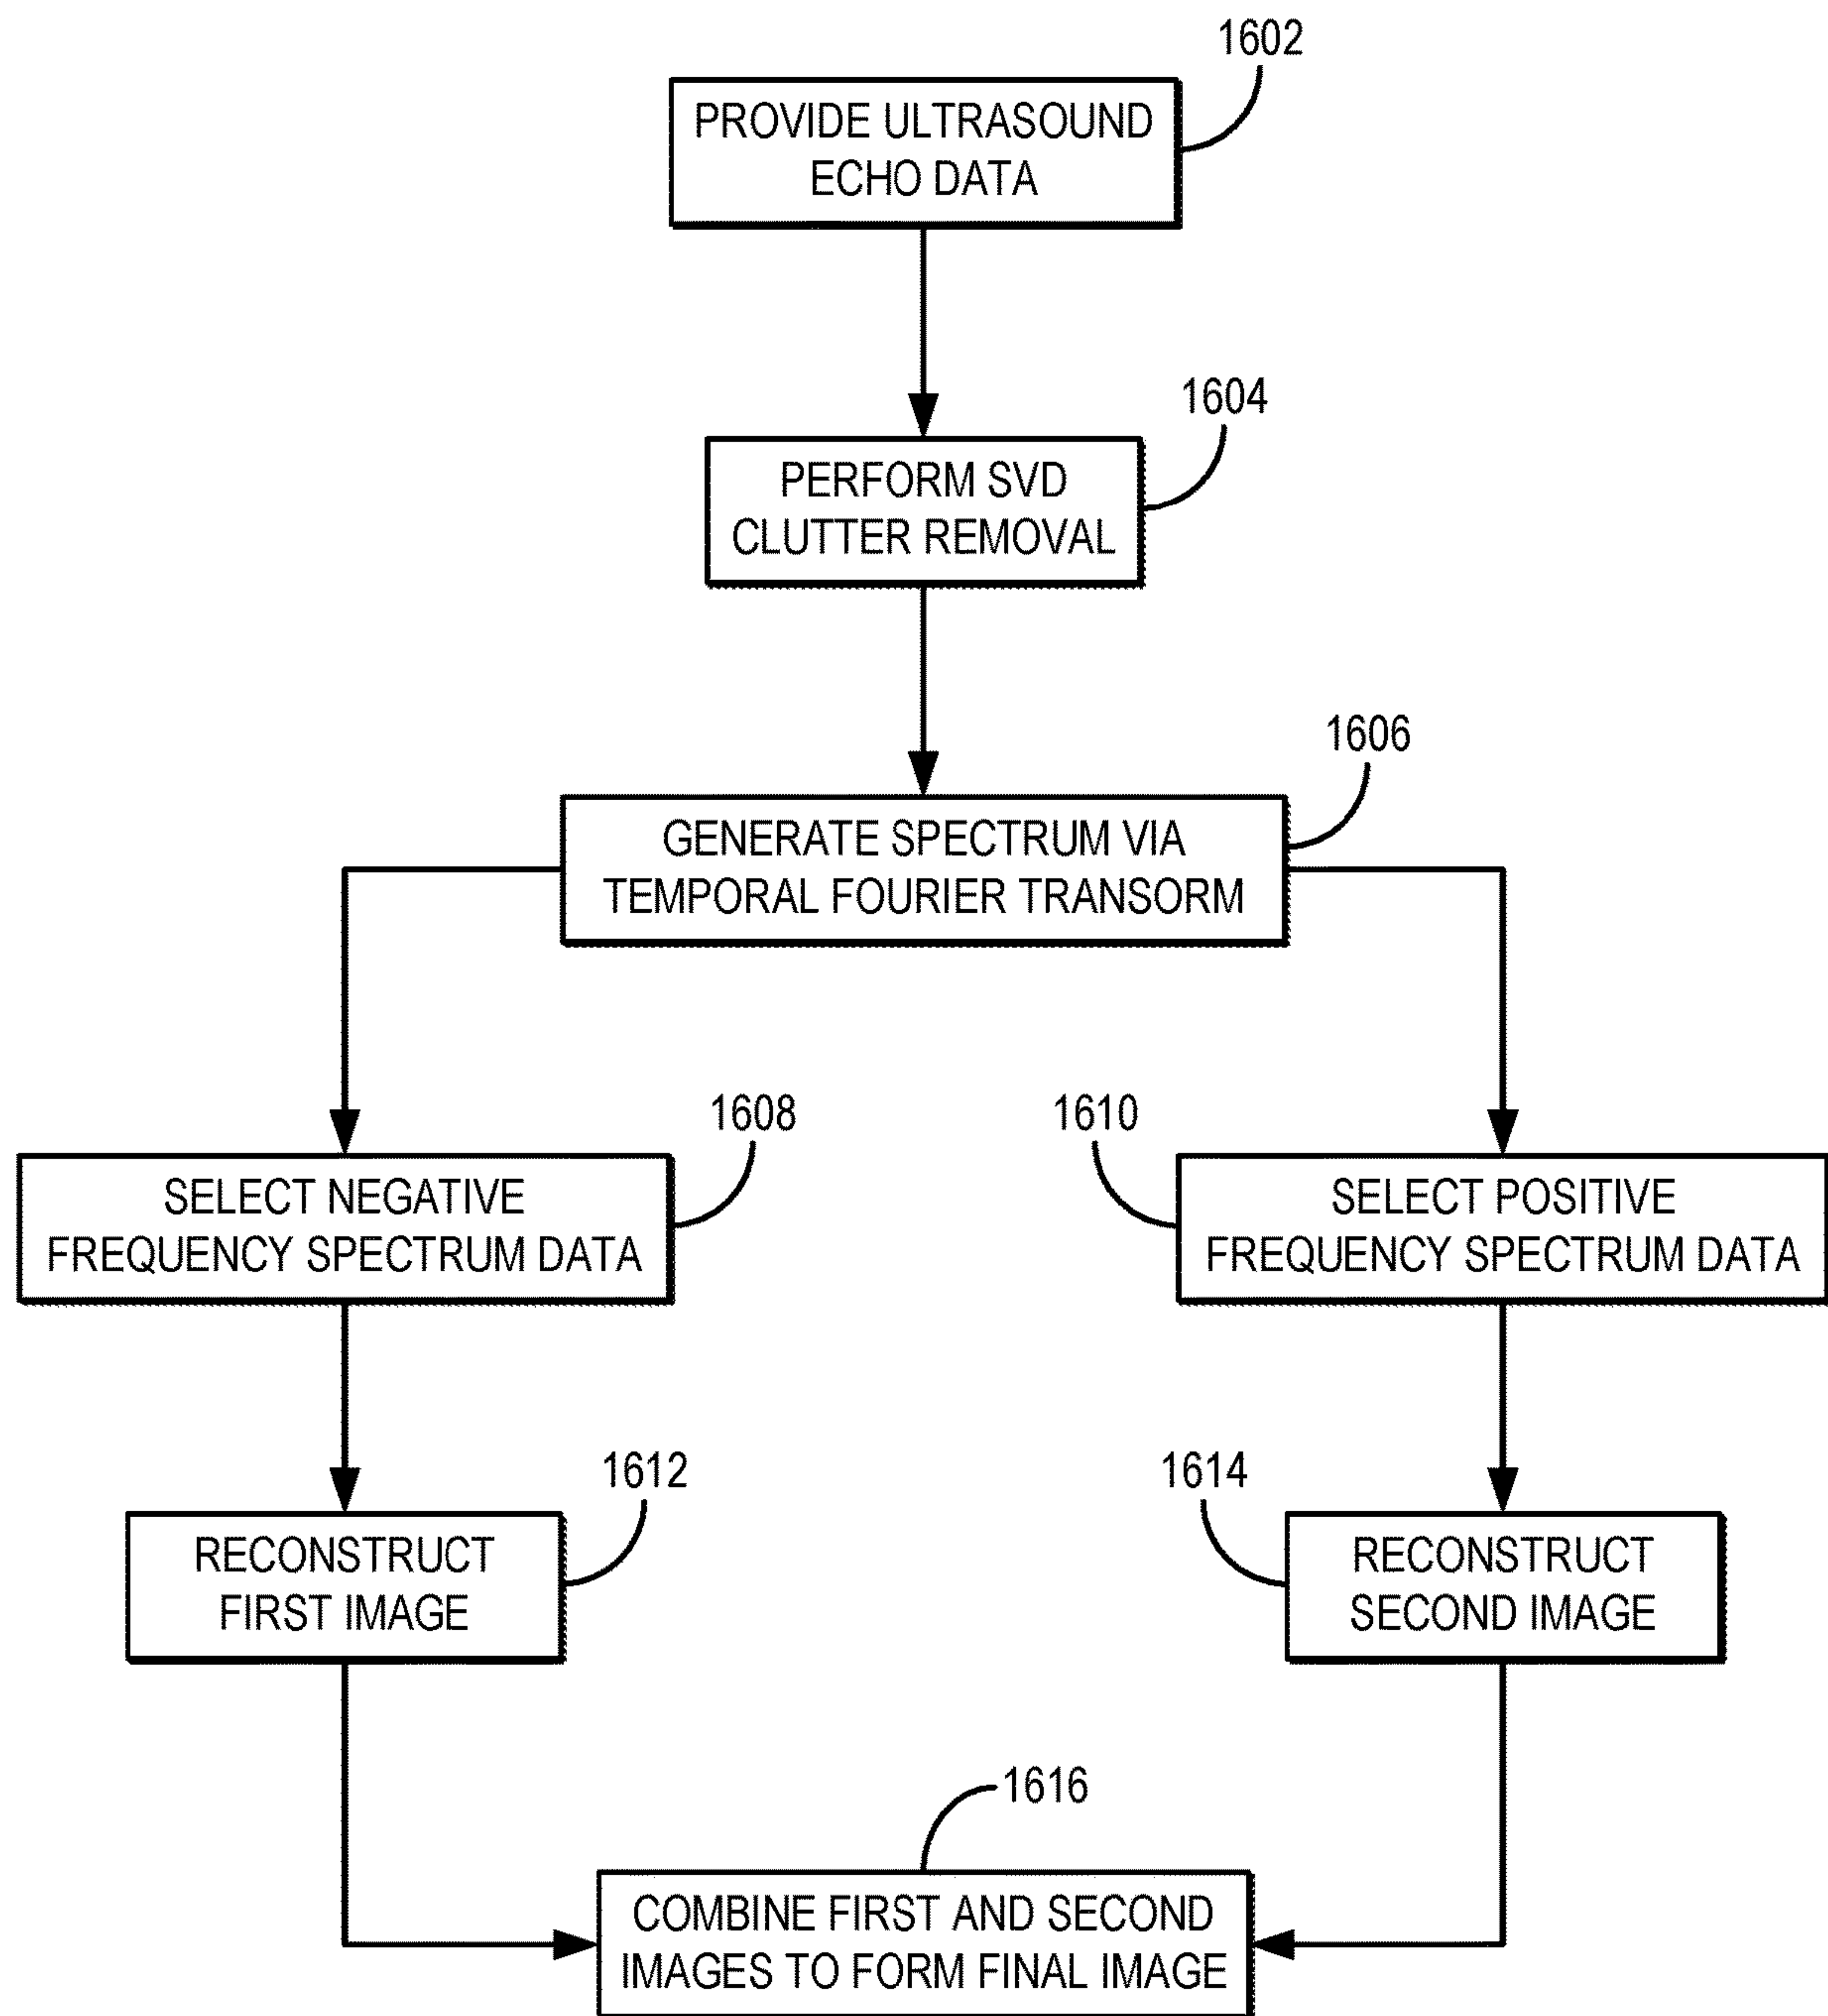 1602
PROVIDE ULTRASOUND
ECHO DATA
1604
PERFORM SVD
CLUTTER REMOVAL
1606
GENERATE SPECTRUM VIA
TEMPORAL FOURIER TRANSORM
1608
1610
SELECT NEGATIVE
FREQUENCY SPECTRUM DATA
SELECT POSITIVE
FREQUENCY SPECTRUM DATA
1612
1614
RECONSTRUCT
FIRST IMAGE
RECONSTRUCT
SECOND IMAGE
1616
COMBINE FIRST AND SECOND
IMAGES TO FORM FINAL IMAGE